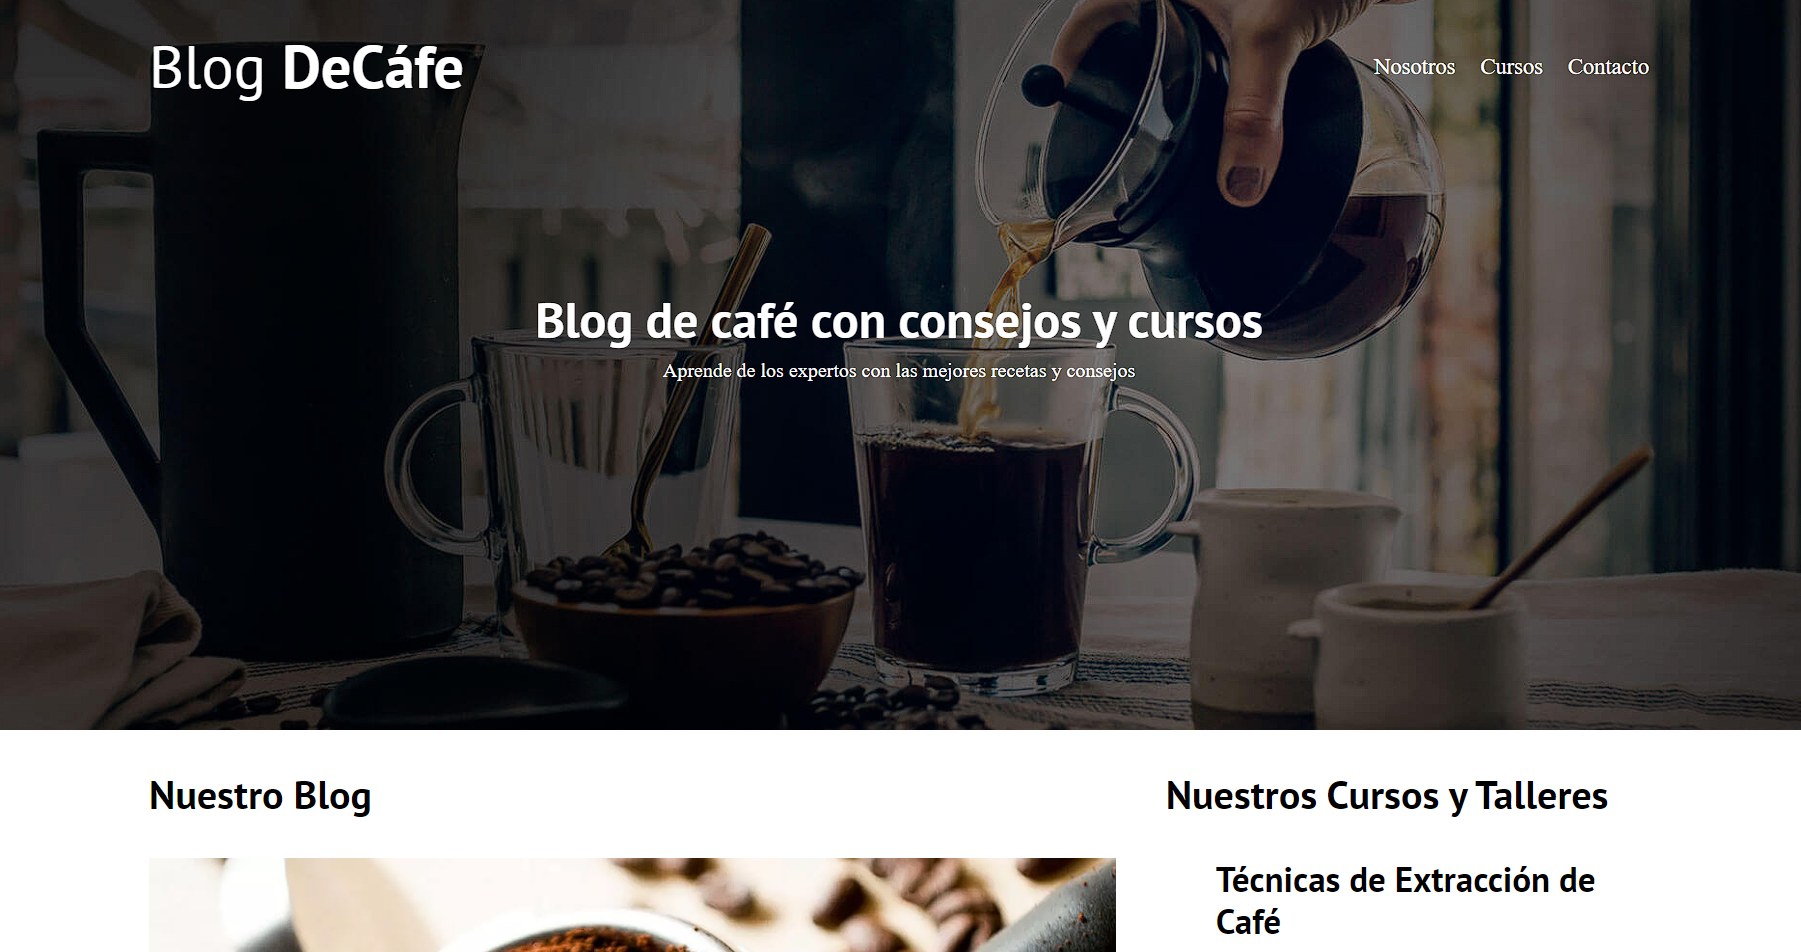 Blog DeCáfe
Nosotros Cursos Contacto
Blog de café con consejos y cursos
Aprende de los expertos con las mejores recetas y consejos
Nuestro Blog
Nuestros Cursos y Talleres
Técnicas de Extracción de
Café